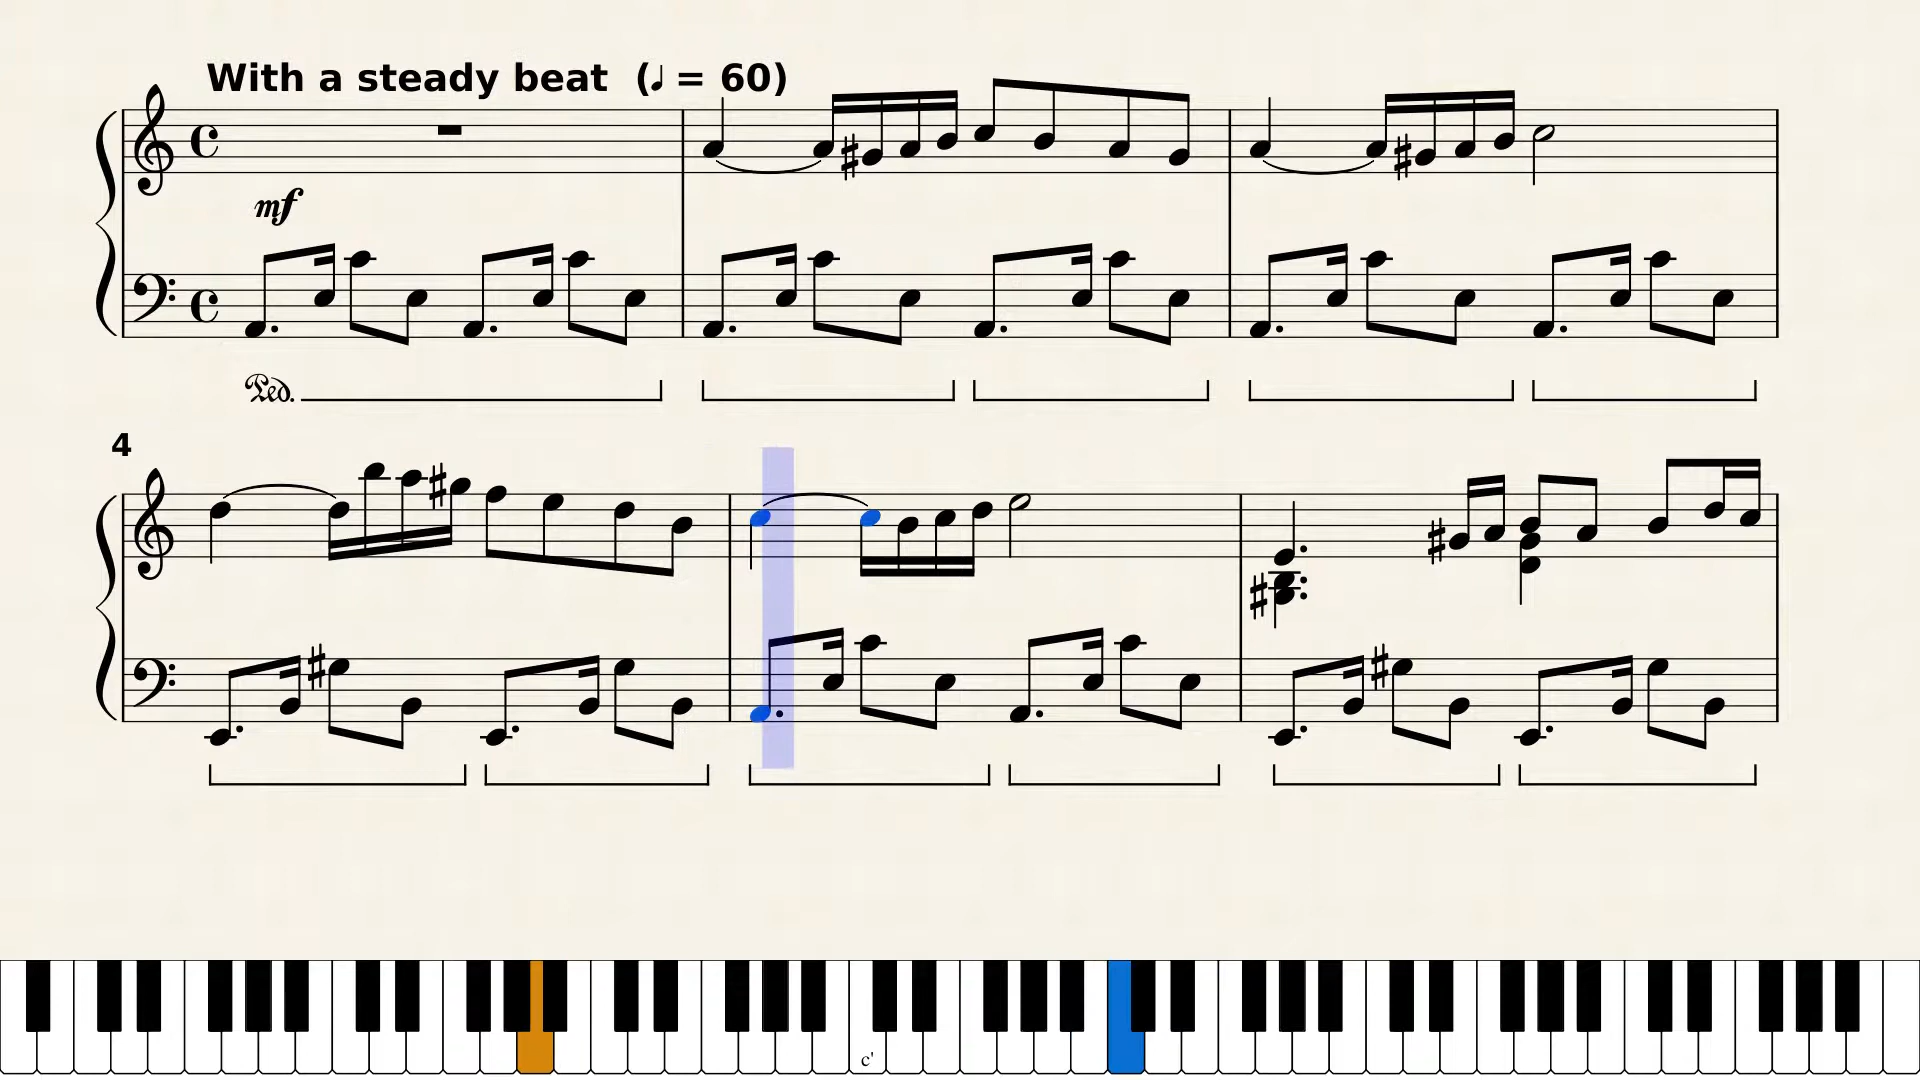 With a steady beat (♩ = 60)
mf
Ped.
4
c'